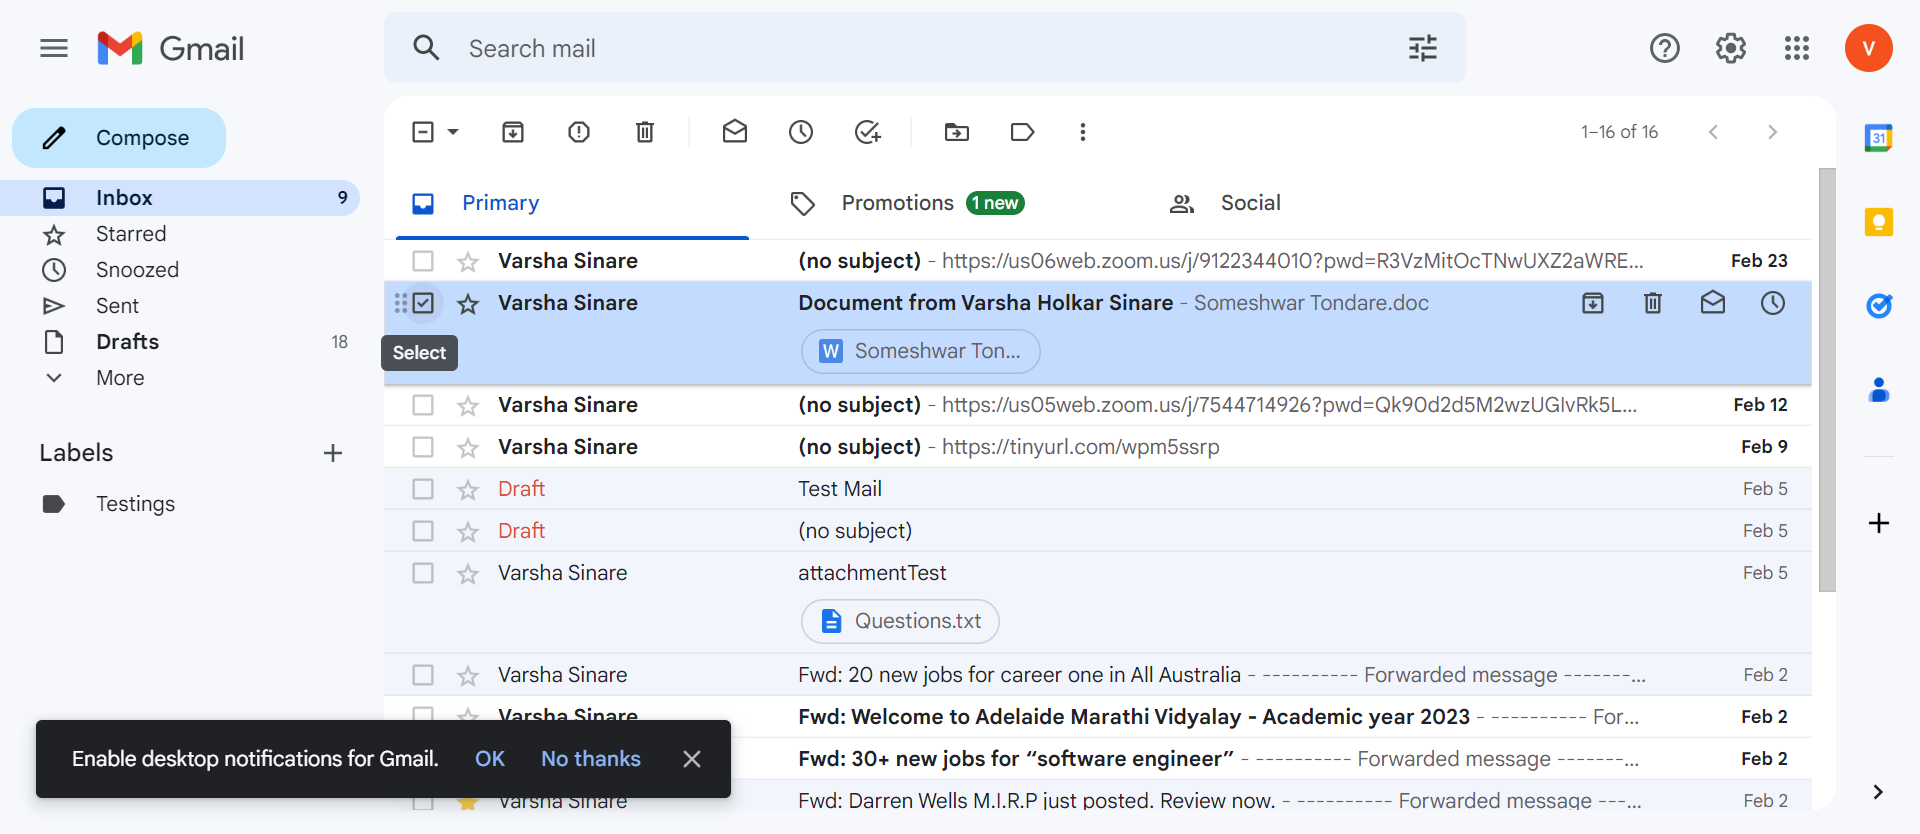 Gmail
Search mail
V
Compose
1–16 of 16
31
Inbox 9
Primary
Promotions 1 new
Social
Starred
Snoozed
Sent
Drafts 18
More
Labels
Testings
Varsha Sinare (no subject) - https://us06web.zoom.us/j/9122344010?pwd=R3VzMitOcTNwUXZ2aWRE... Feb 23
Varsha Sinare Document from Varsha Holkar Sinare - Someshwar Tondare.doc
Select
W Someshwar Ton...
Varsha Sinare (no subject) - https://us05web.zoom.us/j/7544714926?pwd=Qk90d2d5M2wzUGlvRk5L... Feb 12
Varsha Sinare (no subject) - https://tinyurl.com/wpm5ssrp Feb 9
Draft Test Mail Feb 5
Draft (no subject) Feb 5
Varsha Sinare attachmentTest Feb 5
Questions.txt
Varsha Sinare Fwd: 20 new jobs for career one in All Australia - ---------- Forwarded message -------... Feb 2
Varsha Sinare Fwd: Welcome to Adelaide Marathi Vidyalay - Academic year 2023 - ---------- For... Feb 2
Fwd: 30+ new jobs for “software engineer” - ---------- Forwarded message -------... Feb 2
Varsha Sinare Fwd: Darren Wells M.I.R.P just posted. Review now. - ---------- Forwarded message ---... Feb 2
Enable desktop notifications for Gmail. OK No thanks